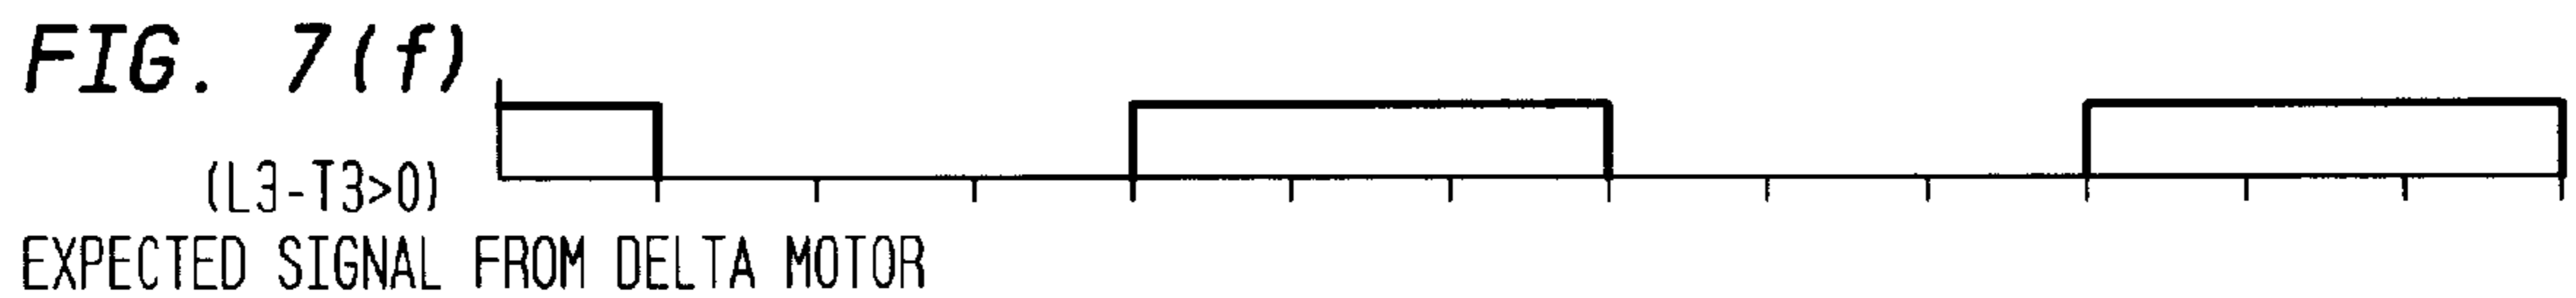 FIG. 7(f)
(L3-T3>0)
EXPECTED SIGNAL FROM DELTA MOTOR